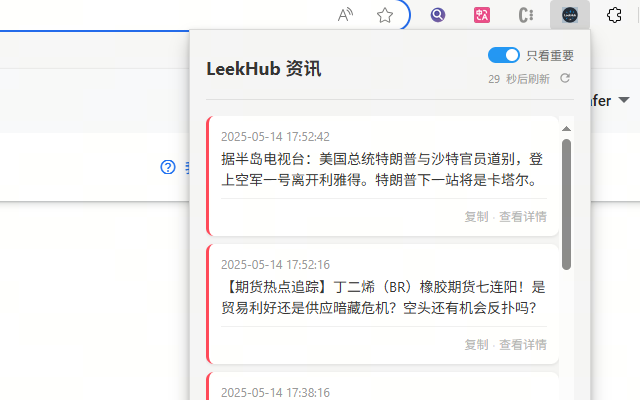 LeekHub 资讯
只看重要
29 秒后刷新
2025-05-14 17:52:42
据半岛电视台：美国总统特朗普与沙特官员道别，登
上空军一号离开利雅得。特朗普下一站将是卡塔尔。
复制 · 查看详情
2025-05-14 17:52:16
【期货热点追踪】丁二烯（BR）橡胶期货七连阳！是
贸易利好还是供应暗藏危机？空头还有机会反扑吗？
复制 · 查看详情
2025-05-14 17:38:16